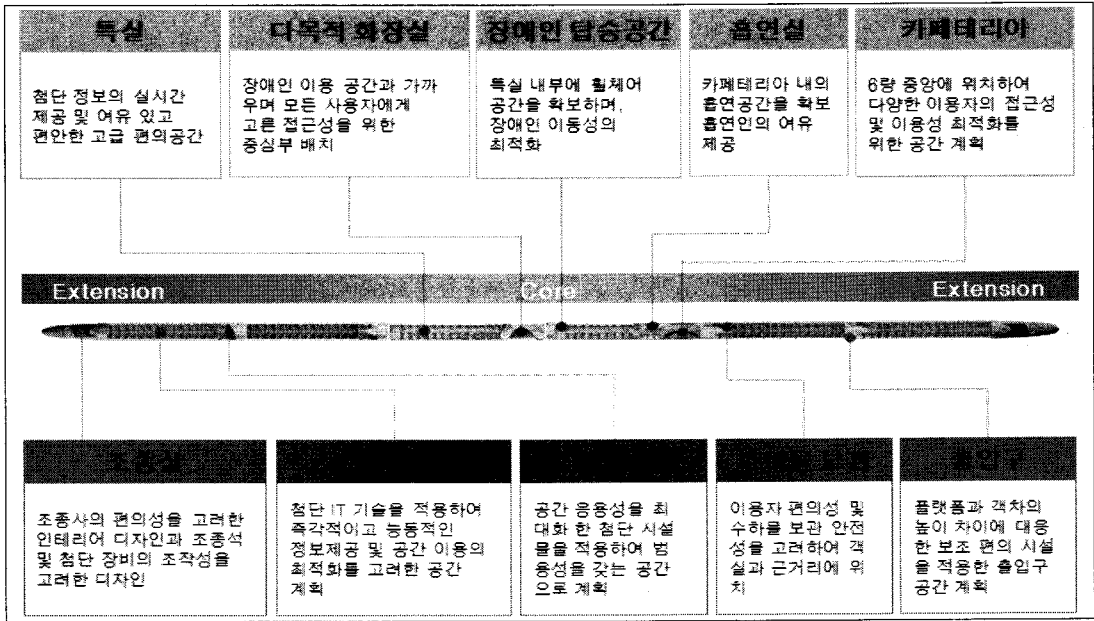 특실
첨단 정보의 실시간
제공 및 여유 있고
편안한 고급 편의공간
다목적 화장실
장애인 이용 공간과 가까
우며 모든 사용자에게
고른 접근성을 위한
중심부 배치
장애인 탑승공간
특실 내부에 휠체어
공간을 확보하며,
장애인 이동성의
최적화
흡연실
카페테리아 내의
흡연공간을 확보
흡연인의 여유
제공
카페테리아
6량 중앙에 위치하여
다양한 이용자의 접근성
및 이용성 최적화를
위한 공간 계획
Extension
Core
Extension
조종실
조종사의 편의성을 고려한
인테리어 디자인과 조종석
및 첨단 장비의 조작성을
고려한 디자인
첨단 IT 기술을 적용하여
즉각적이고 능동적인
정보제공 및 공간 이용의
최적화를 고려한 공간
계획
공간 응용성을 최
대화 한 첨단 시설
물을 적용하여 범
용성을 갖는 공간
으로 계획
이용자 편의성 및
수하물 보관 안전
성을 고려하여 객
실과 근거리에 위
치
출입구
플랫폼과 객차의
높이 차이에 대응
한 보조 편의 시설
을 적용한 출입구
공간 계획